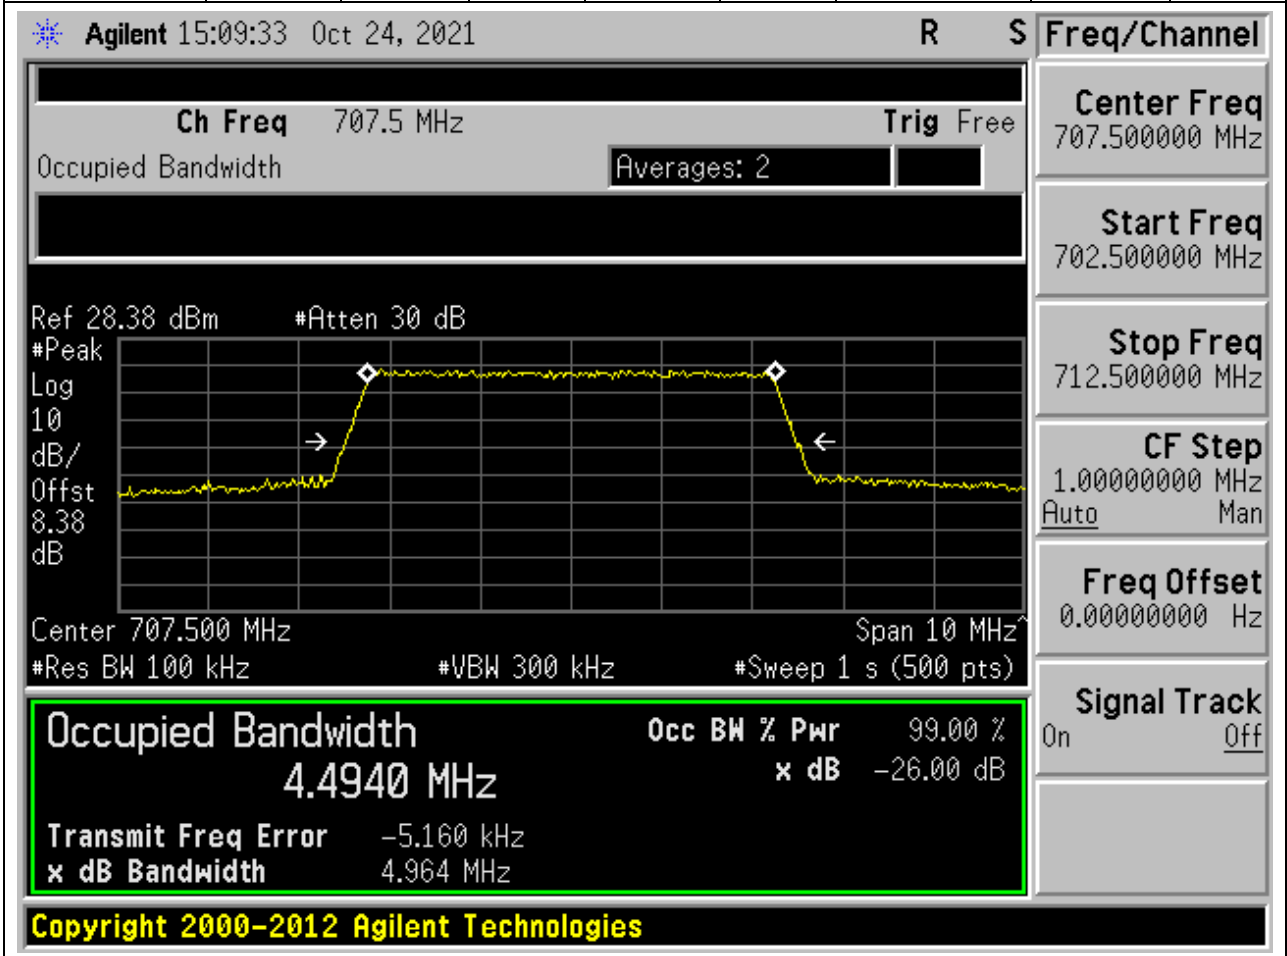 Agilent 15:09:33 Oct 24, 2021 R S
Freq/Channel
Ch Freq 707.5 MHz Trig Free
Occupied Bandwidth Averages: 2
Center Freq
707.500000 MHz
Start Freq
702.500000 MHz
Stop Freq
712.500000 MHz
CF Step
1.00000000 MHz
Auto Man
Freq Offset
0.00000000 Hz
Signal Track
On Off
Ref 28.38 dBm #Atten 30 dB
#Peak
Log
10
dB/
Offst
8.38
dB
Center 707.500 MHz Span 10 MHz^
#Res BW 100 kHz #VBW 300 kHz #Sweep 1 s (500 pts)
Occupied Bandwidth Occ BW % Pwr 99.00 %
4.4940 MHz x dB -26.00 dB
Transmit Freq Error -5.160 kHz
x dB Bandwidth 4.964 MHz
Copyright 2000-2012 Agilent Technologies